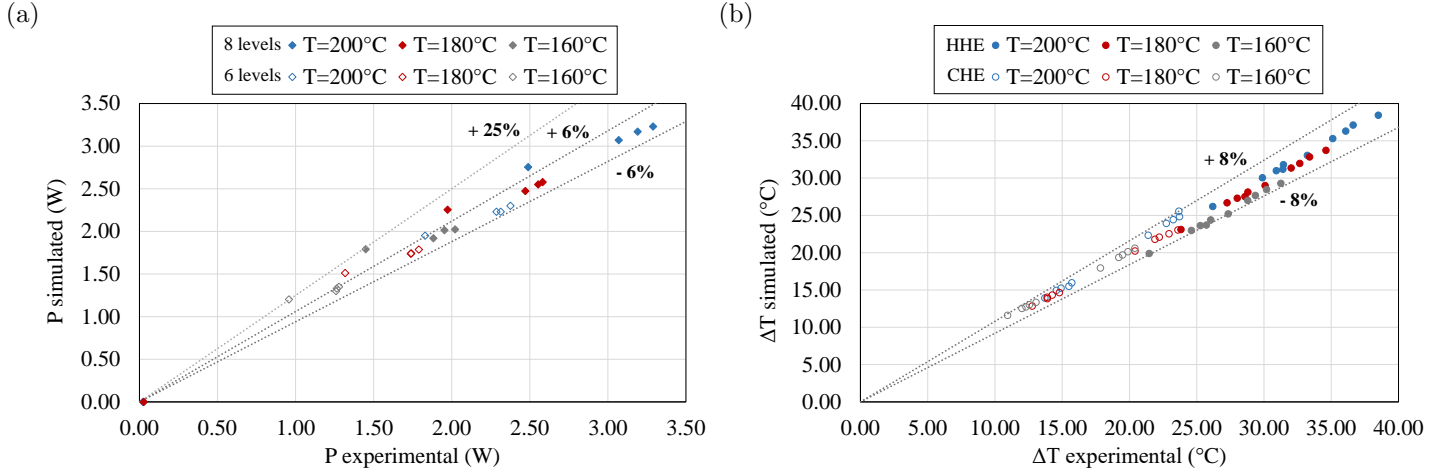 (a)
8 levels T=200°C T=180°C T=160°C
6 levels T=200°C T=180°C T=160°C
3.50
3.00
2.50
2.00
1.50
1.00
0.50
0.00
P simulated (W)
+ 25%
+ 6%
- 6%
0.00 0.50 1.00 1.50 2.00 2.50 3.00 3.50
P experimental (W)
(b)
HHE T=200°C T=180°C T=160°C
CHE T=200°C T=180°C T=160°C
40.00
35.00
30.00
25.00
20.00
15.00
10.00
5.00
0.00
ΔT simulated (°C)
+ 8%
- 8%
0.00 5.00 10.00 15.00 20.00 25.00 30.00 35.00 40.00
ΔT experimental (°C)